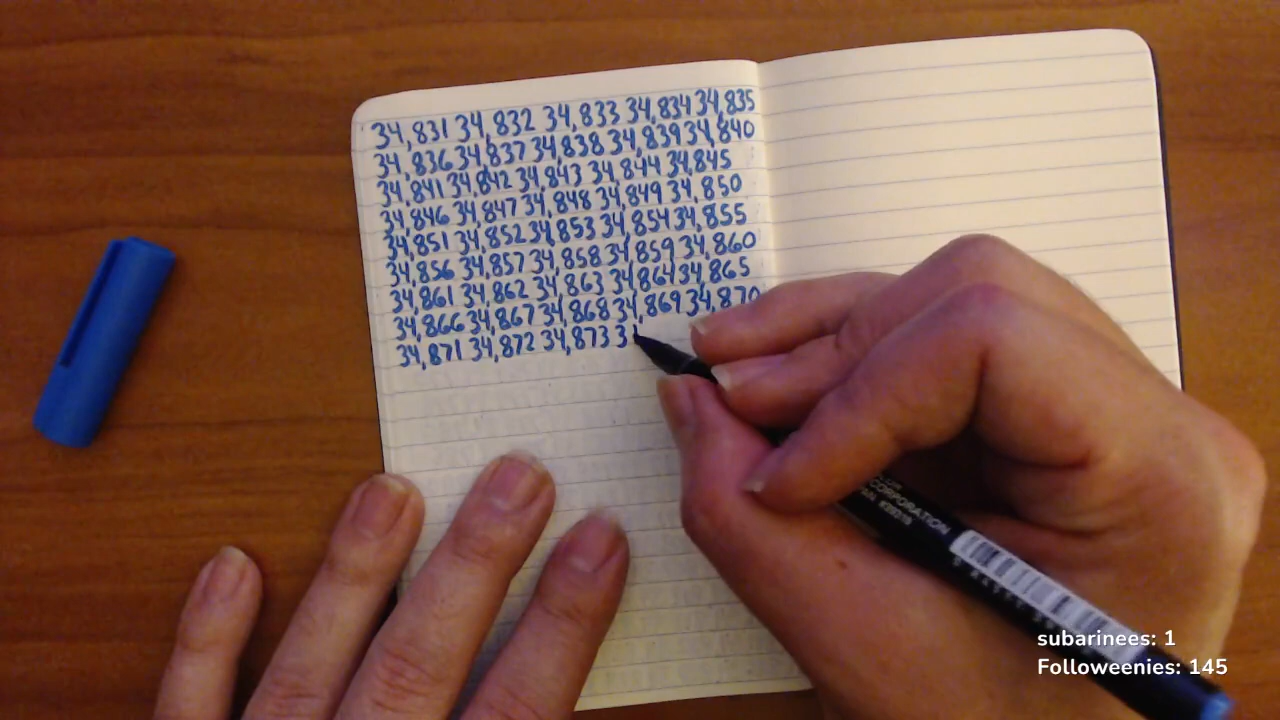 34,831 34,832 34,833 34,834 34,835
34,836 34,837 34,838 34,839 34,840
34,841 34,842 34,843 34,844 34,845
34,846 34,847 34,848 34,849 34,850
34,851 34,852 34,853 34,854 34,855
34,856 34,857 34,858 34,859 34,860
34,861 34,862 34,863 34,864 34,865
34,866 34,867 34,868 34,869 34,870
34,871 34,872 34,873 3
CORPORATION
subarinees: 1
Followeenies: 145